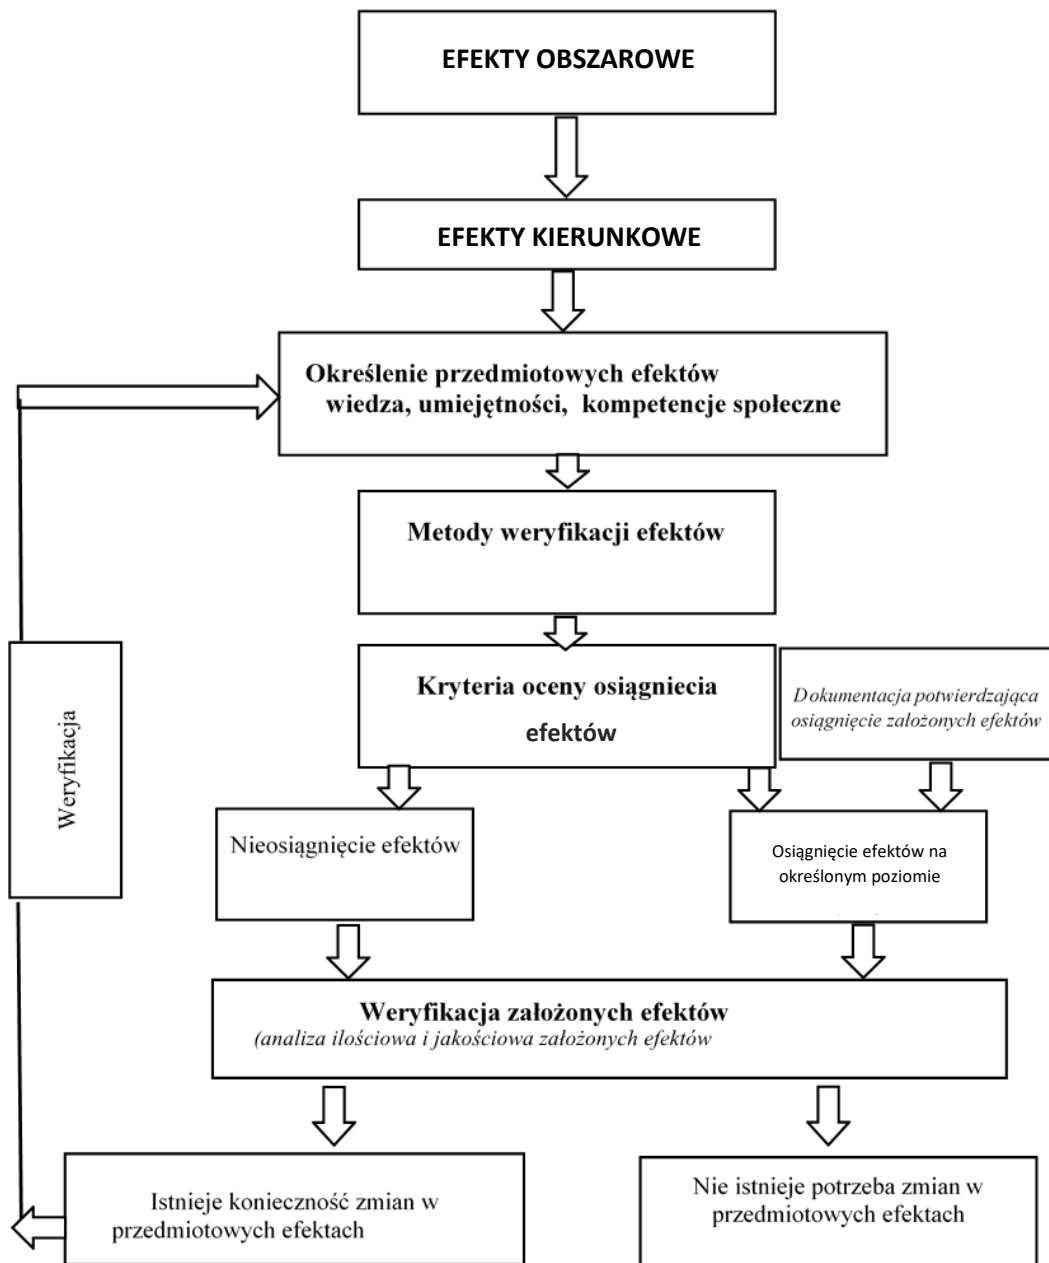 EFEKTY OBSZAROWE
EFEKTY KIERUNKOWE
Określenie przedmiotowych efektów
wiedza, umiejętności, kompetencje społeczne
Metody weryfikacji efektów
Kryteria oceny osiągniecia
efektów
Dokumentacja potwierdzająca
osiągnięcie założonych efektów
Weryfikacja
Nieosiągnięcie efektów
Osiągnięcie efektów na
określonym poziomie
Weryfikacja założonych efektów
(analiza ilościowa i jakościowa założonych efektów
Istnieje konieczność zmian w
przedmiotowych efektach
Nie istnieje potrzeba zmian w
przedmiotowych efektach